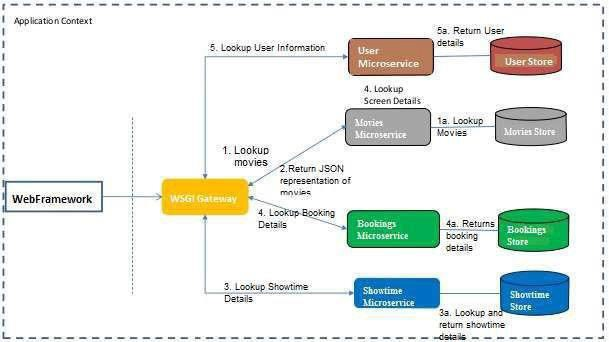 Application Context
5. Lookup User Information
User
Microservice
5a. Return User
details
User Store
4. Lookup
Screen Details
Movies
Microservice
1a. Lookup
Movies
Movies Store
1. Lookup
movies
2.Return JSON
representation of
movies
WebFramework
WSGI Gateway
4. Lookup Booking
Details
Bookings
Microservice
4a. Returns
booking
details
Bookings
Store
3. Lookup Showtime
Details
Showtime
Microservice
3a. Lookup and
return showtime
details
Showtime
Store